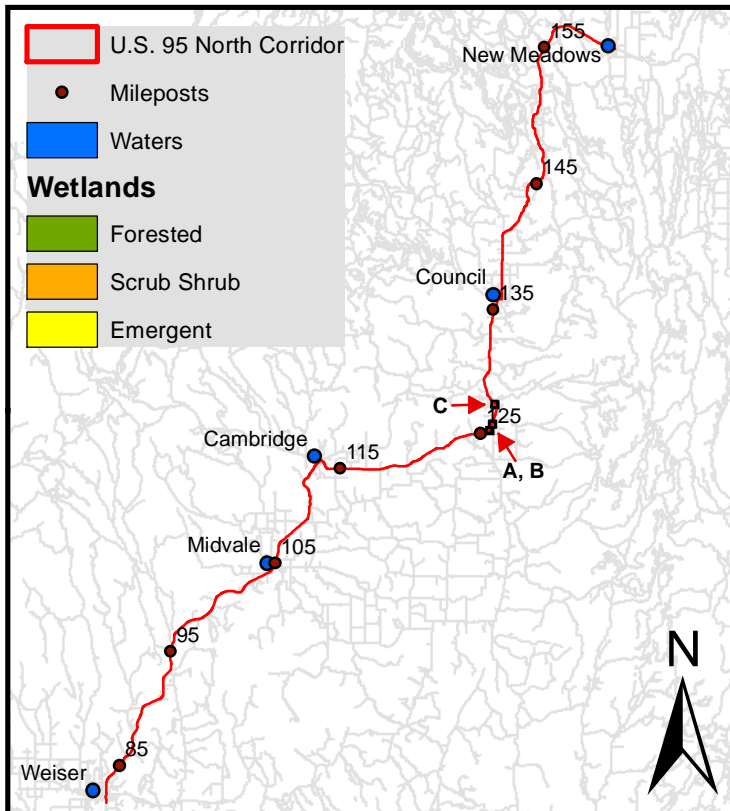 U.S. 95 North Corridor
Mileposts
Waters
Wetlands
Forested
Scrub Shrub
Emergent
155
New Meadows
145
Council
135
C
125
Cambridge
115
A, B
Midvale
105
95
N
85
Weiser